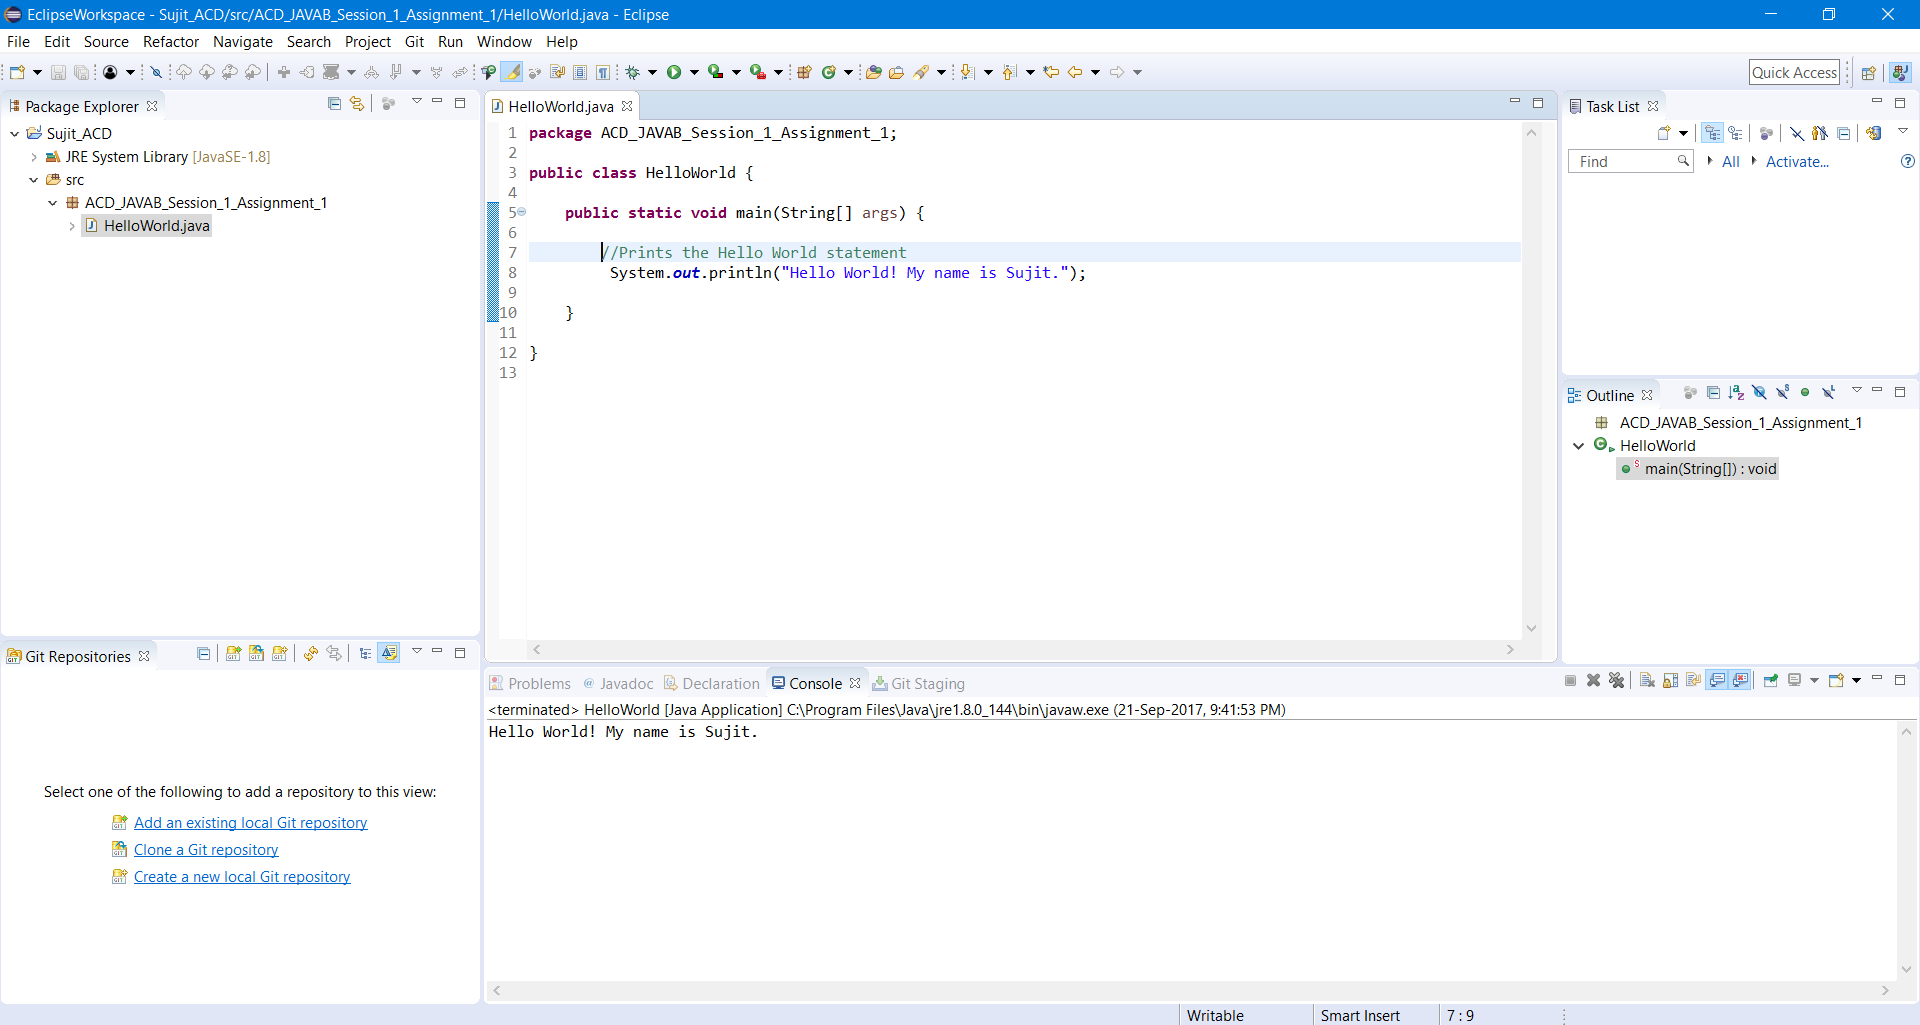 EclipseWorkspace - Sujit_ACD/src/ACD_JAVAB_Session_1_Assignment_1/HelloWorld.java - Eclipse
File Edit Source Refactor Navigate Search Project Git Run Window Help
Quick Access
Package Explorer
Sujit_ACD
JRE System Library [JavaSE-1.8]
src
ACD_JAVAB_Session_1_Assignment_1
HelloWorld.java
HelloWorld.java
1 package ACD_JAVAB_Session_1_Assignment_1;
2
3 public class HelloWorld {
4
5 public static void main(String[] args) {
6
7 //Prints the Hello World statement
8 System.out.println("Hello World! My name is Sujit.");
9
10 }
11
12 }
13
Task List
Find All Activate...
Outline
ACD_JAVAB_Session_1_Assignment_1
HelloWorld
main(String[]) : void
Git Repositories
Select one of the following to add a repository to this view:
Add an existing local Git repository
Clone a Git repository
Create a new local Git repository
Problems @ Javadoc Declaration Console Git Staging
<terminated> HelloWorld [Java Application] C:\Program Files\Java\jre1.8.0_144\bin\javaw.exe (21-Sep-2017, 9:41:53 PM)
Hello World! My name is Sujit.
Writable Smart Insert 7 : 9